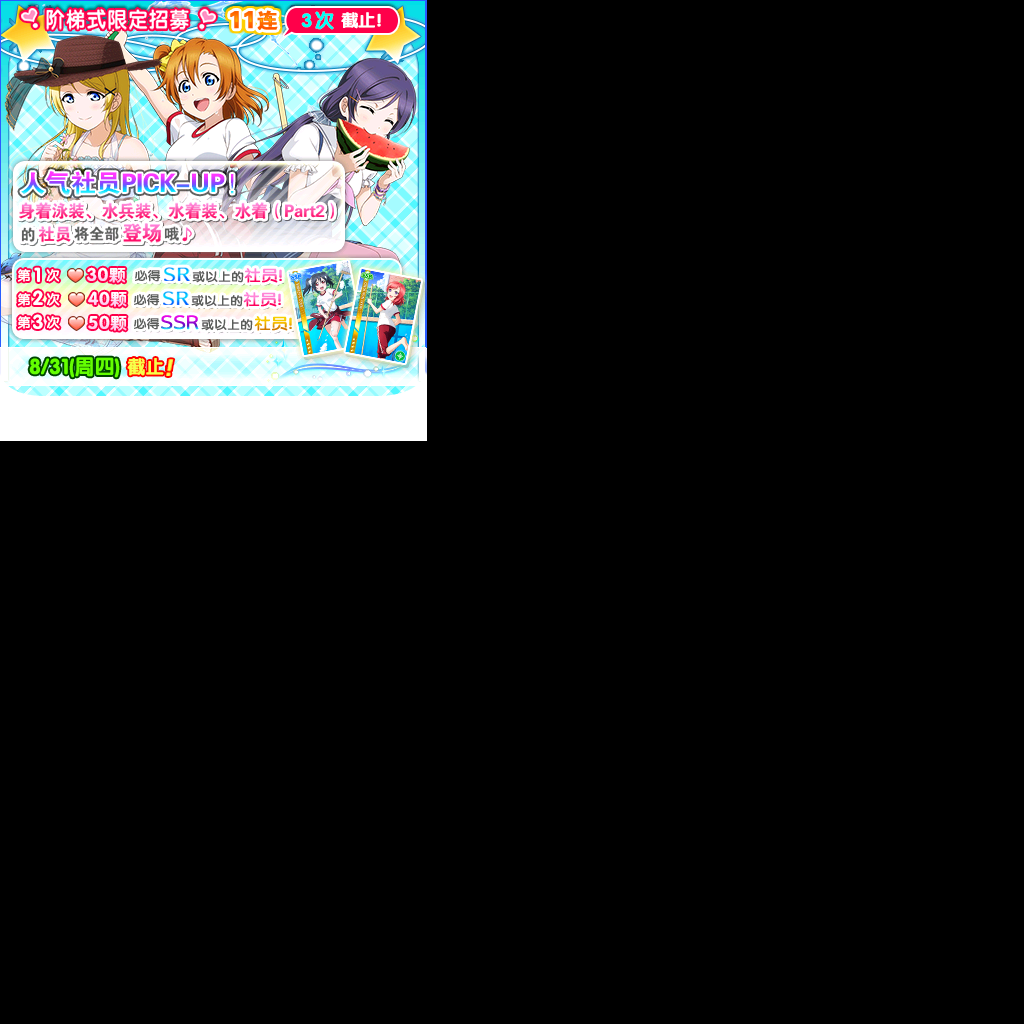 阶梯式限定招募 11连 3次 截止!
人气社员PICK-UP!
身着泳装、水兵装、水着装、水着(Part2)
的社员将全部登场哦♪
第1次 ♥30颗 必得SR或以上的社员!
第2次 ♥40颗 必得SR或以上的社员!
第3次 ♥50颗 必得SSR或以上的社员!
8/31(周四) 截止!